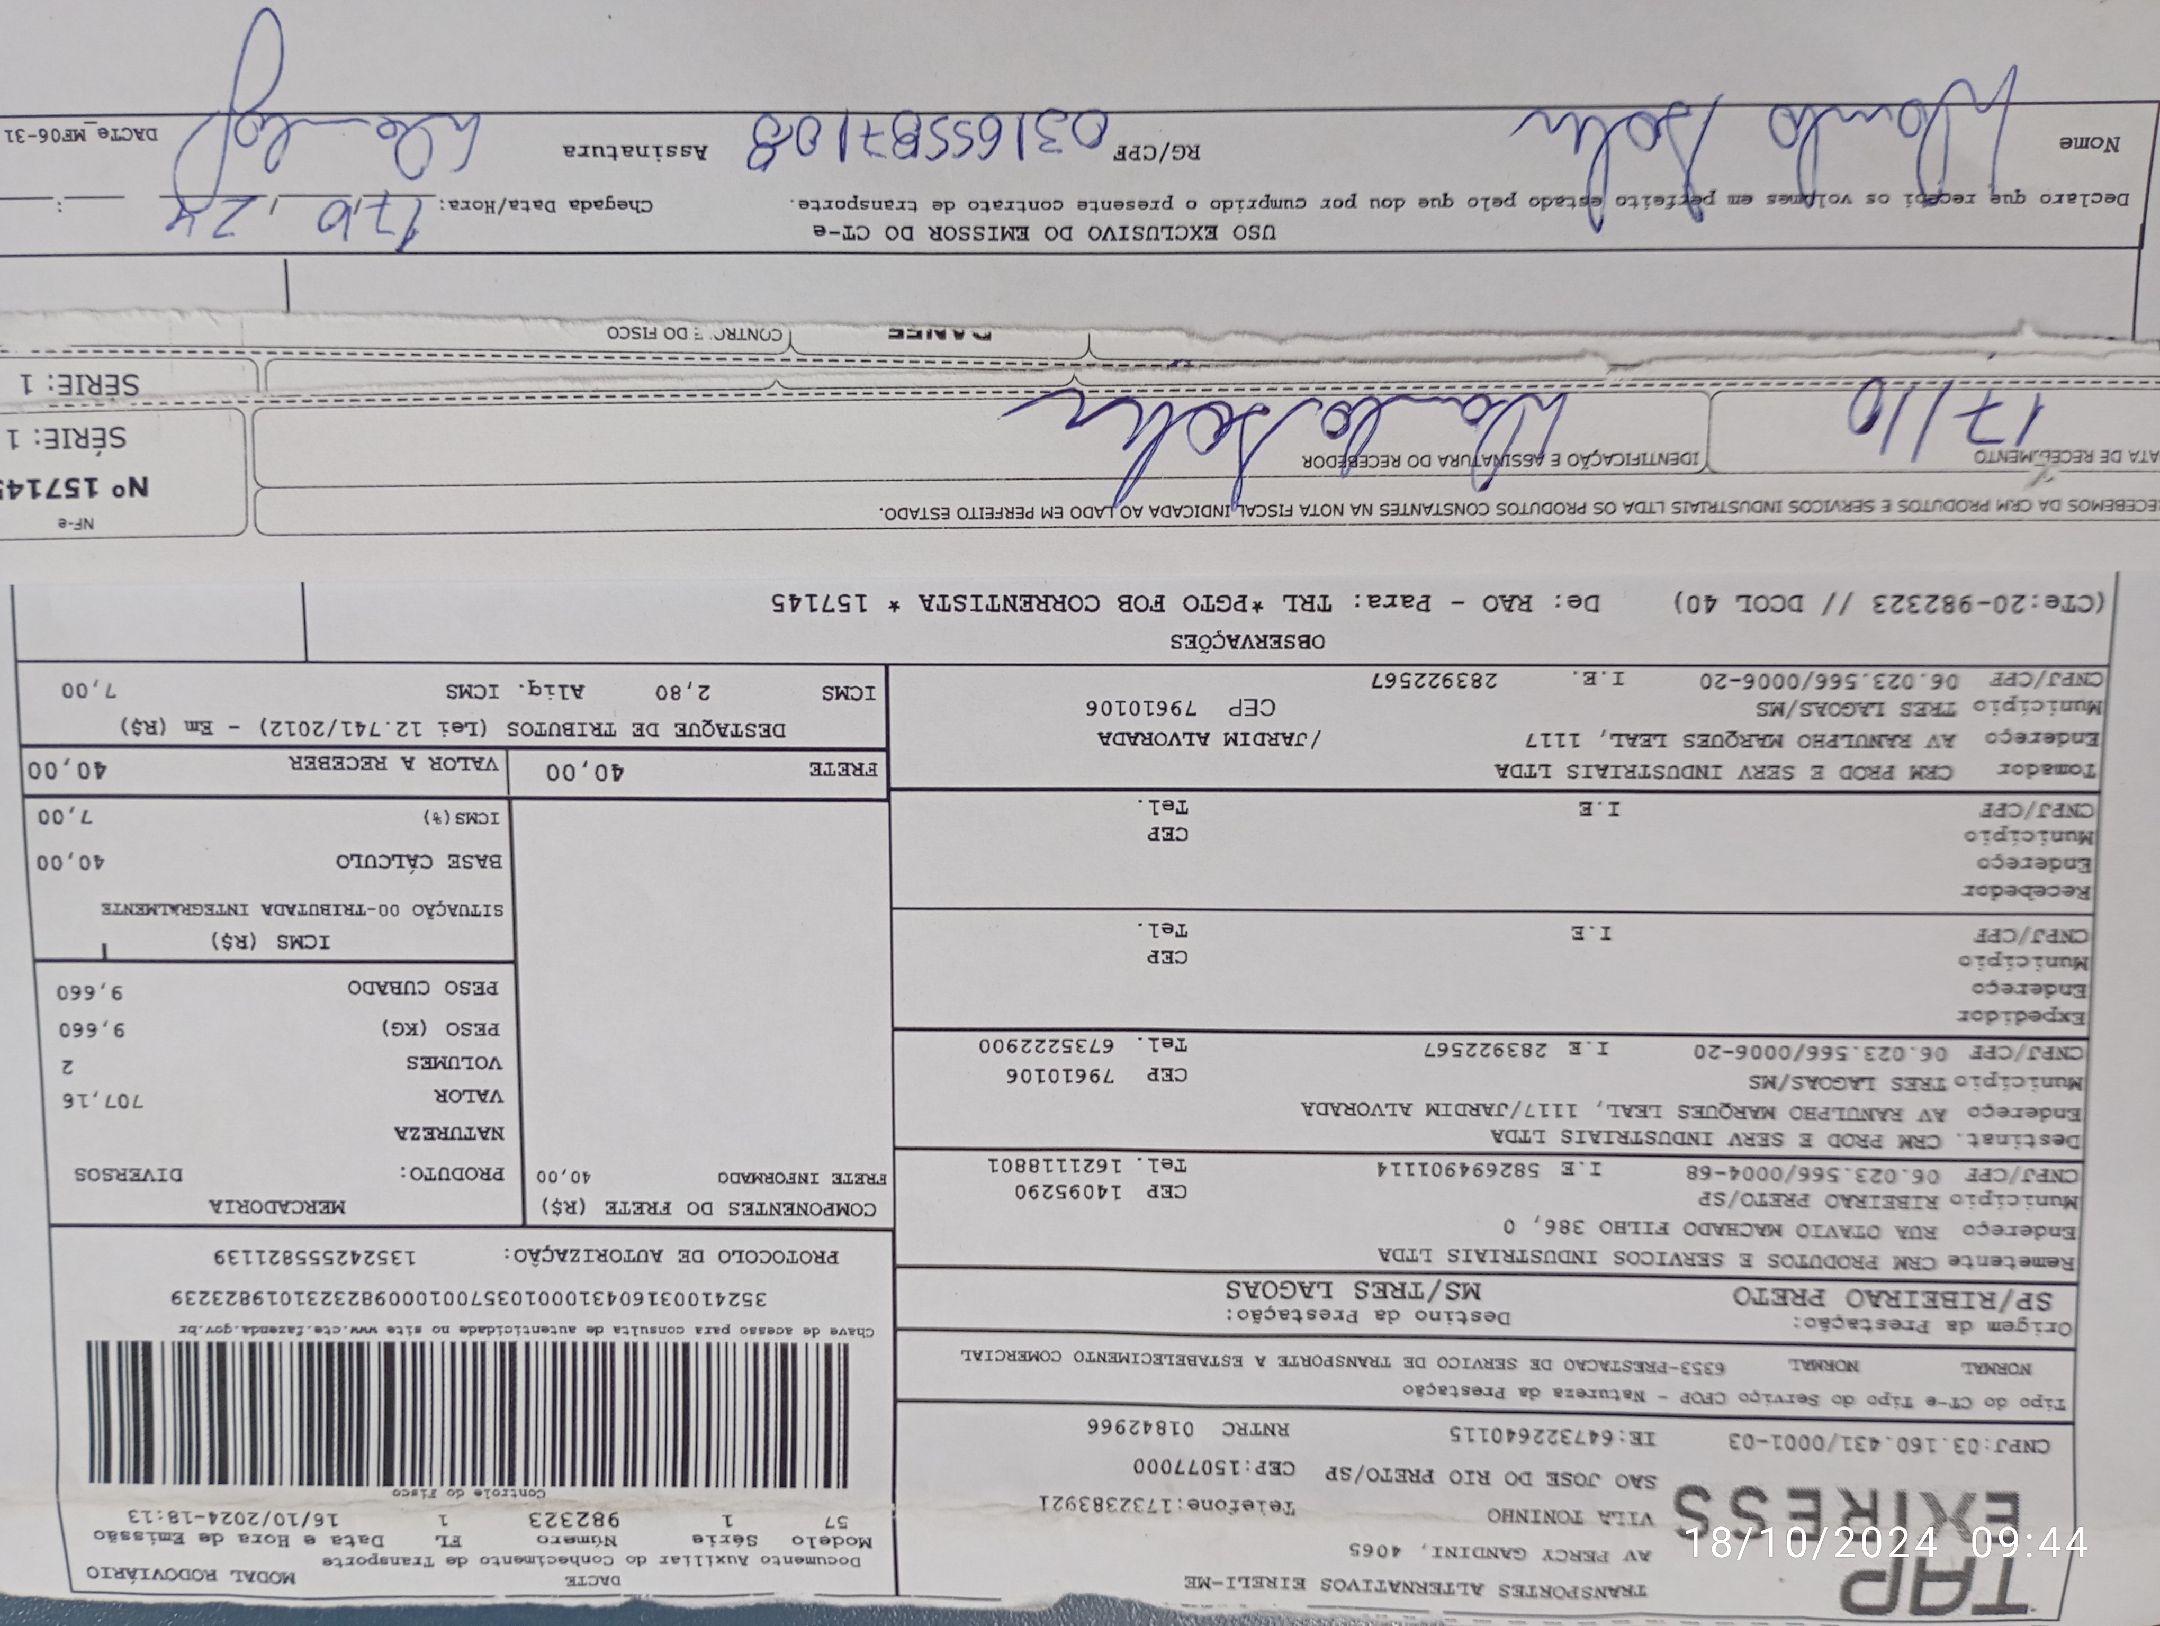 TAP
EXIRESS
TRANSPORTES ALTERNATIVOS EIRELI-ME
AV PERCY GANDINI, 4065
VILA TONINHO
Telefone:1732383921
SAO JOSE DO RIO PRETO/SP CEP:15077000
CNPJ:03.160.431/0001-03 IE:647322640115 RNTRC 01842966
Tipo do CT-e Tipo do Serviço CFOP - Natureza da Prestação
NORMAL NORMAL 6353-PRESTACAO DE SERVICO DE TRANSPORTE A ESTABELECIMENTO COMERCIAL
Origem da Prestação: Destino da Prestação:
SP/RIBEIRAO PRETO MS/TRES LAGOAS
Remetente CRM PRODUTOS E SERVICOS INDUSTRIAIS LTDA
Endereço RUA OTAVIO MACHADO FILHO 386, 0
Município RIBEIRAO PRETO/SP CEP 14095290
CNPJ/CPF 06.023.566/0004-68 I.E 582694901114 Tel. 1621118801
Destinat. CRM PROD E SERV INDUSTRIAIS LTDA
Endereço AV RANULPHO MARQUES LEAL, 1117/JARDIM ALVORADA
Município TRES LAGOAS/MS CEP 79610106
CNPJ/CPF 06.023.566/0006-20 I.E 283922567 Tel. 6735222900
Expedidor
Endereço
Município CEP
CNPJ/CPF I.E Tel.
Recebedor
Endereço
Município CEP
CNPJ/CPF I.E Tel.
Tomador CRM PROD E SERV INDUSTRIAIS LTDA
Endereço AV RANULPHO MARQUES LEAL, 1117 /JARDIM ALVORADA
Município TRES LAGOAS/MS CEP 79610106
CNPJ/CPF 06.023.566/0006-20 I.E. 283922567
DACTE MODAL RODOVIÁRIO
Documento Auxiliar do Conhecimento de Transporte
Modelo Série Número FL Data e Hora de Emissão
57 1 982323 1 16/10/2024-18:13
Controle do Fisco
Chave de acesso para consulta de autenticidade no site www.cte.fazenda.gov.br
35241003160431000103570010009823231019823239
PROTOCOLO DE AUTORIZAÇÃO: 135242555821139
COMPONENTES DO FRETE (R$) MERCADORIA
FRETE INFORMADO 40,00
PRODUTO: DIVERSOS
NATUREZA
VALOR 707,16
VOLUMES 2
PESO (KG) 9,660
PESO CUBADO 9,660
ICMS (R$)
SITUAÇÃO 00-TRIBUTADA INTEGRALMENTE
BASE CÁLCULO 40,00
ICMS(%) 7,00
FRETE 40,00 VALOR A RECEBER 40,00
DESTAQUE DE TRIBUTOS (Lei 12.741/2012) - Em (R$)
ICMS 2,80 Aliq. ICMS 7,00
OBSERVAÇÕES
(CTe:20-982323 // DCOL 40) De: RAO - Para: TRL *PGTO FOB CORRENTISTA * 157145
ECEBEMOS DA CRM PRODUTOS E SERVICOS INDUSTRIAIS LTDA OS PRODUTOS CONSTANTES NA NOTA FISCAL INDICADA AO LADO EM PERFEITO ESTADO.
NF-e
Nº 157145
SÉRIE: 1
ATA DE RECEBIMENTO IDENTIFICAÇÃO E ASSINATURA DO RECEBEDOR
17/10
SÉRIE: 1
DANFE CONTROLE DO FISCO
USO EXCLUSIVO DO EMISSOR DO CT-e
Declaro que recebi os volumes em perfeito estado pelo que dou por cumprido o presente contrato de transporte. Chegada Data/Hora: 17,10,24 :
Nome RG/CPF 03165587108 Assinatura
DACTe_MF06-31
18/10/2024 09:44